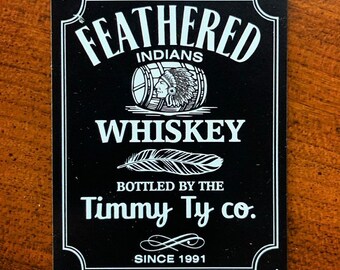 FEATHERED
INDIANS
WHISKEY
BOTTLED BY THE
Timmy Ty co.
SINCE 1991